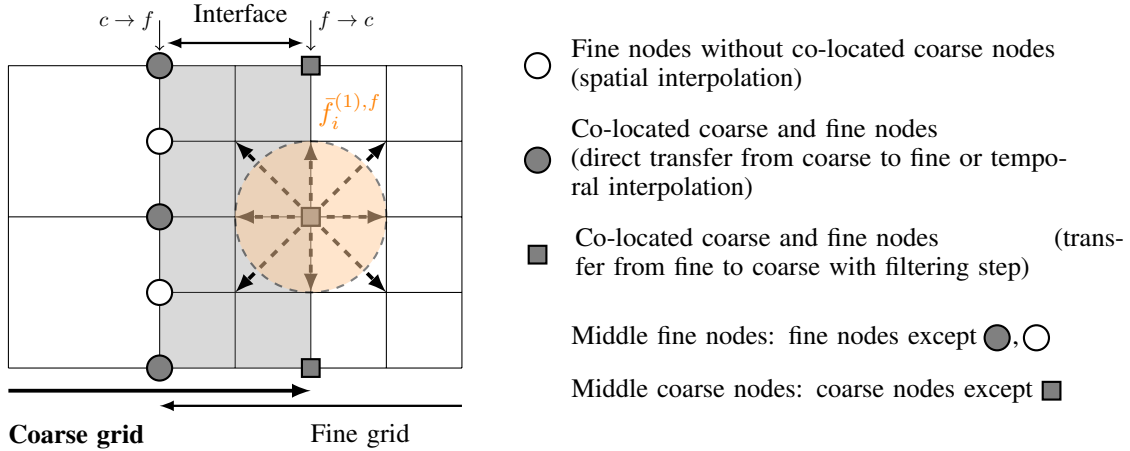 c → f
Interface
f → c
f̄_i^{(1),f}
Coarse grid
Fine grid
Fine nodes without co-located coarse nodes
(spatial interpolation)
Co-located coarse and fine nodes
(direct transfer from coarse to fine or tempo-
ral interpolation)
Co-located coarse and fine nodes (trans-
fer from fine to coarse with filtering step)
Middle fine nodes: fine nodes except ,
Middle coarse nodes: coarse nodes except